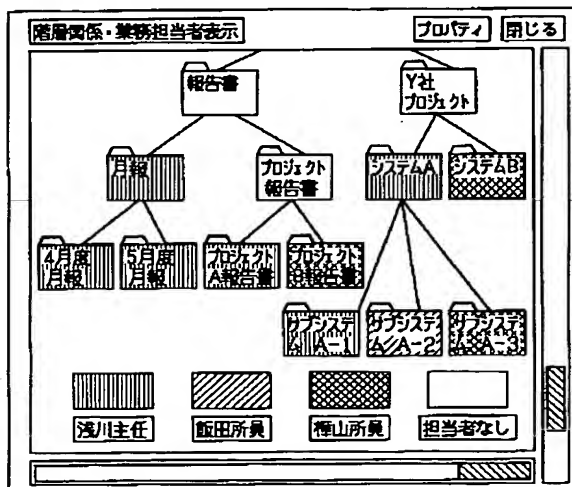 階層関係・業務担当者表示
プロパティ
閉じる
報告書
Y社
プロジェクト
月報
プロジェクト
報告書
システムA
システムB
4月度
月報
5月度
月報
プロジェクト
A報告書
プロジェクト
B報告書
サブシステ
ムA-1
サブシステ
ムA-2
サブシステ
ムA-3
浅川主任
飯田所員
樺山所員
担当者なし